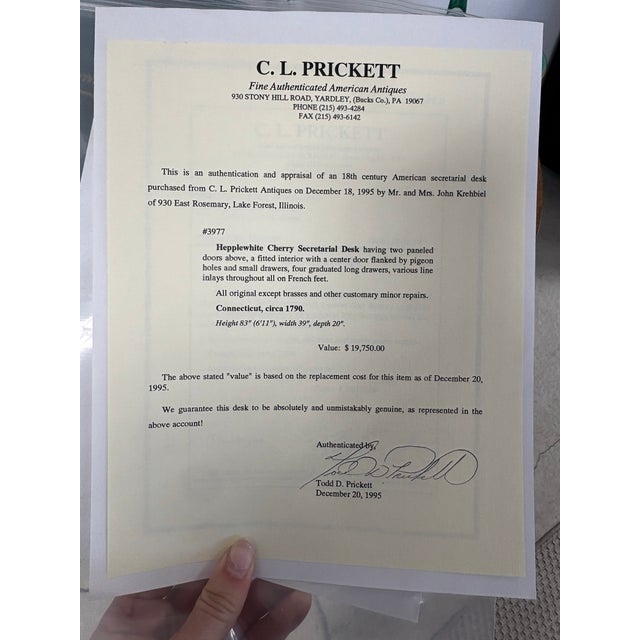 C. L. PRICKETT
Fine Authenticated American Antiques
930 STONY HILL ROAD, YARDLEY, (Bucks Co.), PA 19067
PHONE (215) 493-4284
FAX (215) 493-6142
This is an authentication and appraisal of an 18th century American secretarial desk
purchased from C. L. Prickett Antiques on December 18, 1995 by Mr. and Mrs. John Krehbiel
of 930 East Rosemary, Lake Forest, Illinois.
#3977
Hepplewhite Cherry Secretarial Desk having two paneled
doors above, a fitted interior with a center door flanked by pigeon
holes and small drawers, four graduated long drawers, various line
inlays throughout all on French feet.
All original except brasses and other customary minor repairs.
Connecticut, circa 1790.
Height 83" (6'11"), width 39", depth 20".
Value: $ 19,750.00
The above stated "value" is based on the replacement cost for this item as of December 20,
1995.
We guarantee this desk to be absolutely and unmistakably genuine, as represented in the
above account!
Authenticated by,
Todd D. Prickett
Todd D. Prickett
December 20, 1995